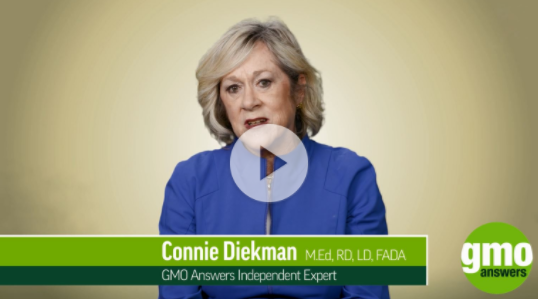 Connie Diekman M.Ed, RD, LD, FADA
GMO Answers Independent Expert
gmo
answers